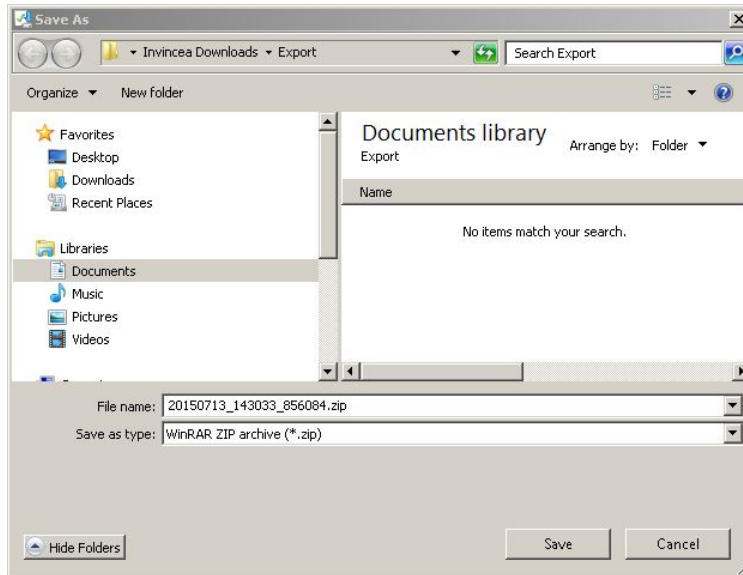 Save As
Invincea Downloads Export
Search Export
Organize New folder
Favorites
Desktop
Downloads
Recent Places
Libraries
Documents
Music
Pictures
Videos
Documents library
Export
Arrange by: Folder
Name
No items match your search.
File name: 20150713_143033_856084.zip
Save as type: WinRAR ZIP archive (*.zip)
Hide Folders
Save Cancel